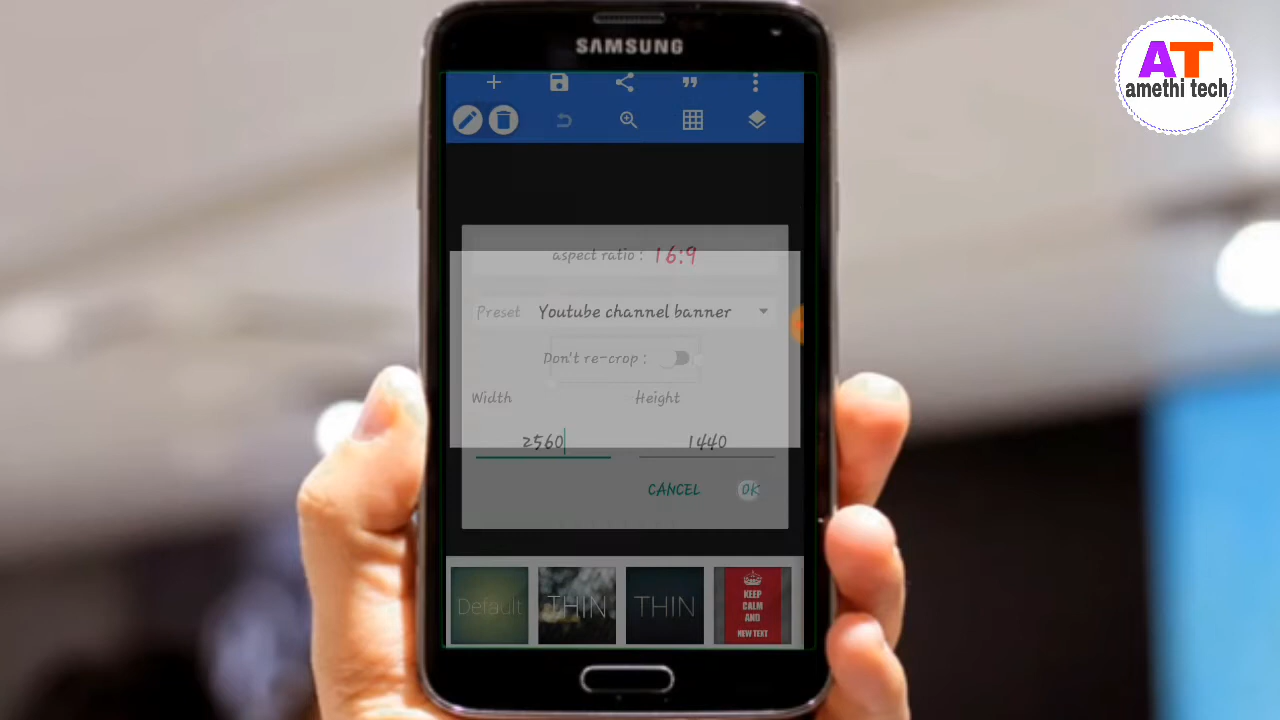 SAMSUNG
AT
amethi tech
aspect ratio : 16:9
Preset Youtube channel banner
Don't re-crop :
Width Height
2560 1440
CANCEL OK
Default THIN THIN KEEP
CALM
AND
NEW TEXT